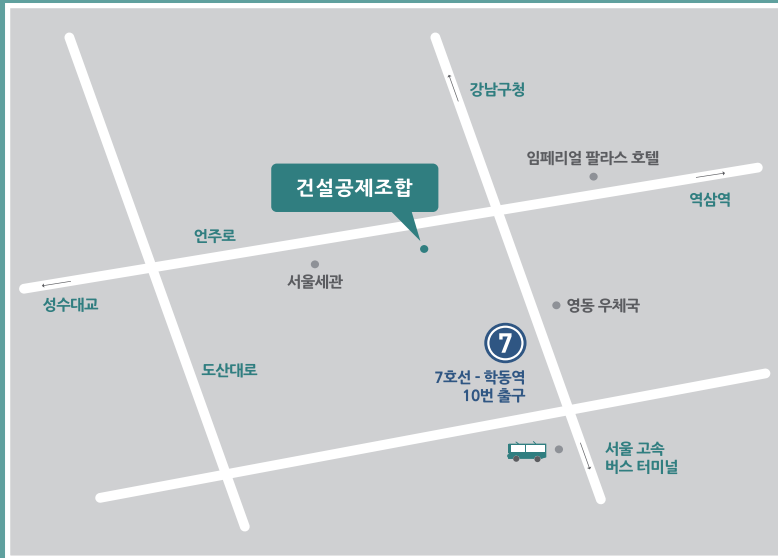 강남구청
임페리얼 팔라스 호텔
건설공제조합
역삼역
언주로
서울세관
성수대교
영동 우체국
7
도산대로
7호선 - 학동역
10번 출구
서울 고속
버스 터미널